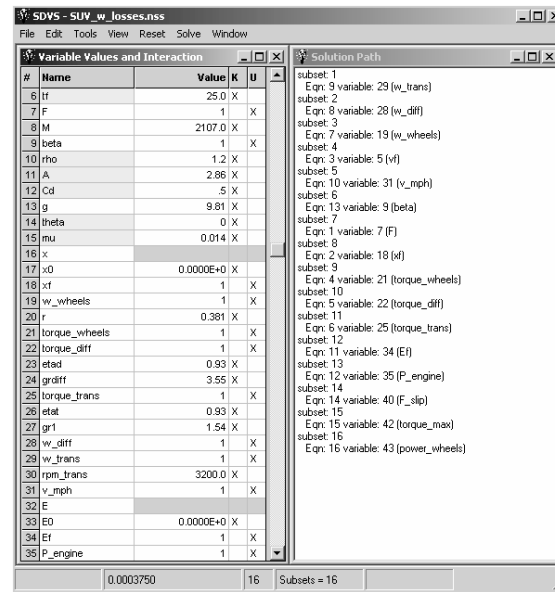 SDVS - SUV_w_losses.nss
File Edit Tools View Reset Solve Window
Variable Values and Interaction
# Name Value K U
6 tf 25.0 X
7 F 1 X
8 M 2107.0 X
9 beta 1 X
10 rho 1.2 X
11 A 2.86 X
12 Cd .5 X
13 g 9.81 X
14 theta 0 X
15 mu 0.014 X
16 x
17 x0 0.0000E+0 X
18 xf 1 X
19 w_wheels 1 X
20 r 0.381 X
21 torque_wheels 1 X
22 torque_diff 1 X
23 etad 0.93 X
24 grdiff 3.55 X
25 torque_trans 1 X
26 etat 0.93 X
27 gr1 1.54 X
28 w_diff 1 X
29 w_trans 1 X
30 rpm_trans 3200.0 X
31 v_mph 1 X
32 E
33 E0 0.0000E+0 X
34 Ef 1 X
35 P_engine 1 X
Solution Path
subset: 1
Eqn: 9 variable: 29 (w_trans)
subset: 2
Eqn: 8 variable: 28 (w_diff)
subset: 3
Eqn: 7 variable: 19 (w_wheels)
subset: 4
Eqn: 3 variable: 5 (vf)
subset: 5
Eqn: 10 variable: 31 (v_mph)
subset: 6
Eqn: 13 variable: 9 (beta)
subset: 7
Eqn: 1 variable: 7 (F)
subset: 8
Eqn: 2 variable: 18 (xf)
subset: 9
Eqn: 4 variable: 21 (torque_wheels)
subset: 10
Eqn: 5 variable: 22 (torque_diff)
subset: 11
Eqn: 6 variable: 25 (torque_trans)
subset: 12
Eqn: 11 variable: 34 (Ef)
subset: 13
Eqn: 12 variable: 35 (P_engine)
subset: 14
Eqn: 14 variable: 40 (F_slip)
subset: 15
Eqn: 15 variable: 42 (torque_max)
subset: 16
Eqn: 16 variable: 43 (power_wheels)
0.0003750 16 Subsets = 16